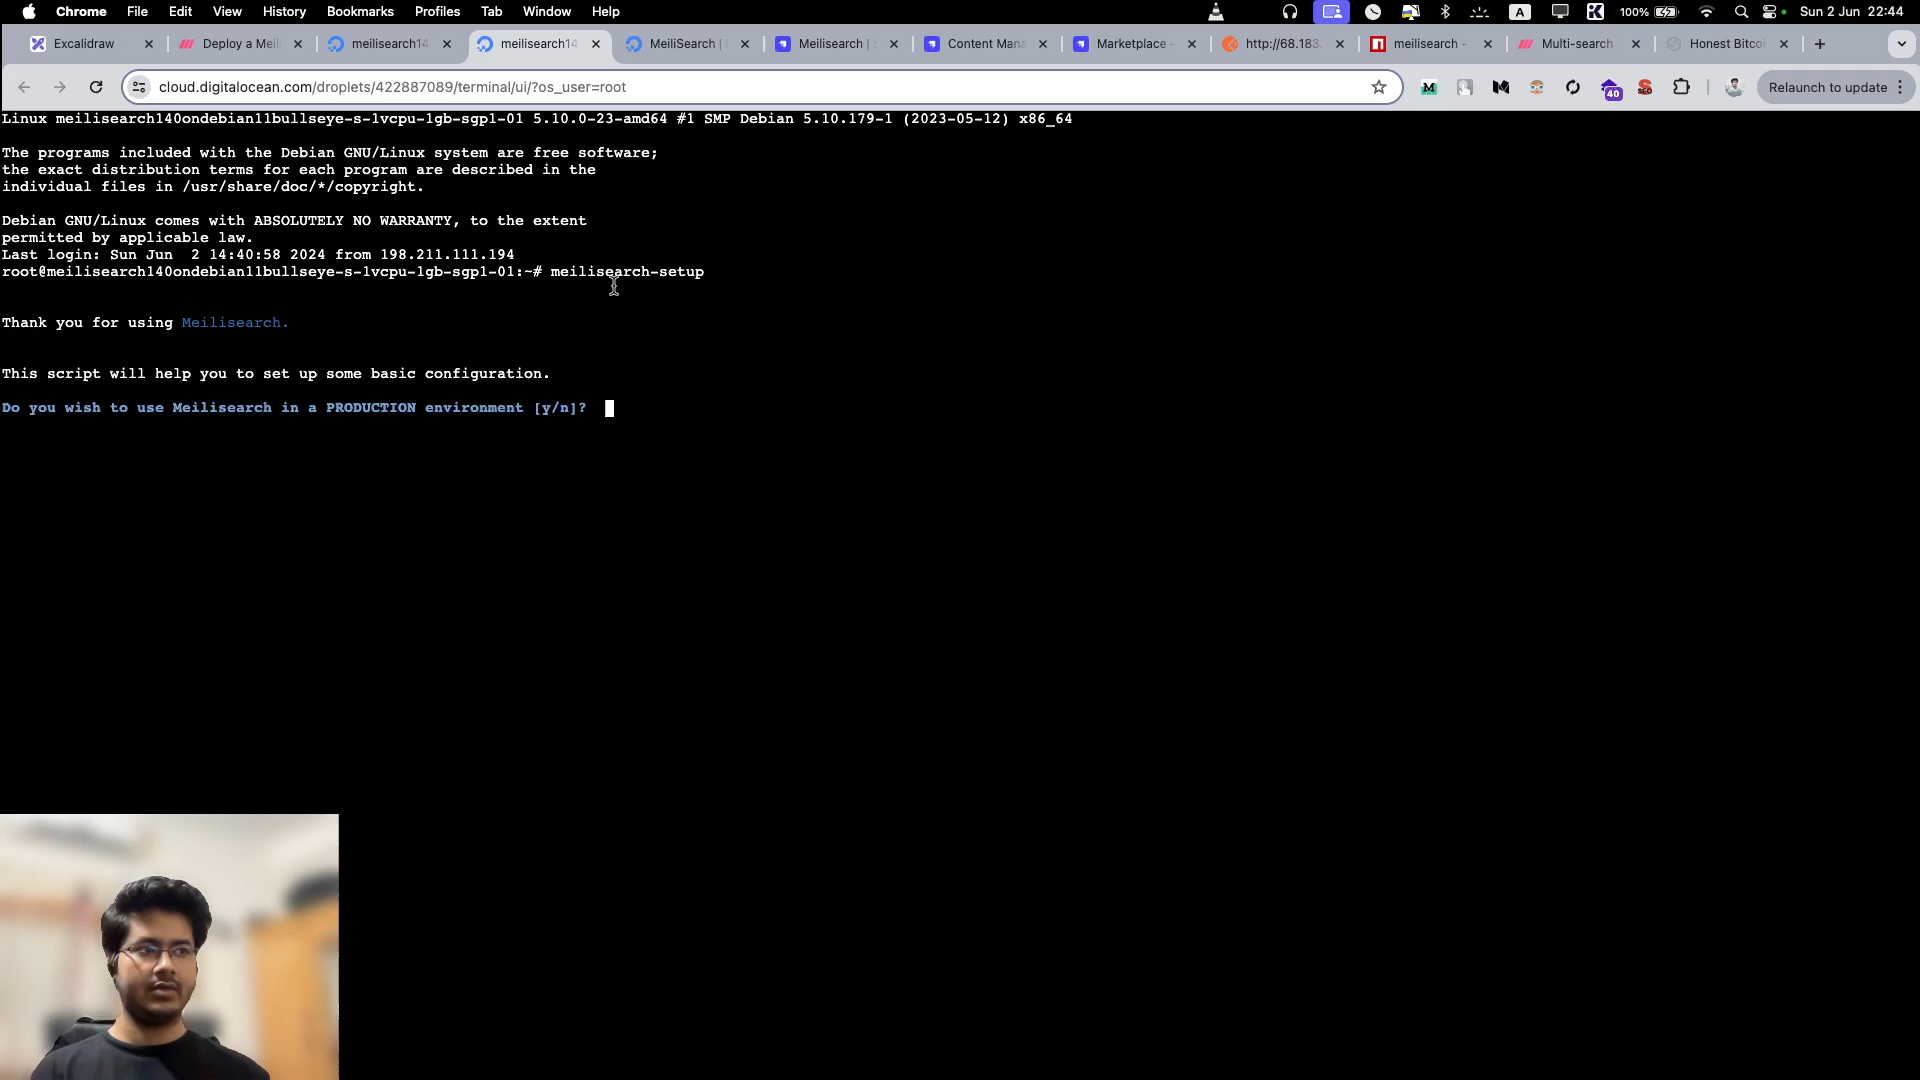 Chrome File Edit View History Bookmarks Profiles Tab Window Help
A 100% Sun 2 Jun 22:44
Excalidraw
Deploy a Meil
meilisearch14
meilisearch14
MeiliSearch |
Meilisearch | S
Content Mana
Marketplace -
http://68.183.
meilisearch -
Multi-search
Honest Bitcoi
cloud.digitalocean.com/droplets/422887089/terminal/ui/?os_user=root
40
SEO
Relaunch to update
Linux meilisearch140ondebian11bullseye-s-1vcpu-1gb-sgp1-01 5.10.0-23-amd64 #1 SMP Debian 5.10.179-1 (2023-05-12) x86_64
The programs included with the Debian GNU/Linux system are free software;
the exact distribution terms for each program are described in the
individual files in /usr/share/doc/*/copyright.
Debian GNU/Linux comes with ABSOLUTELY NO WARRANTY, to the extent
permitted by applicable law.
Last login: Sun Jun  2 14:40:58 2024 from 198.211.111.194
root@meilisearch140ondebian11bullseye-s-1vcpu-1gb-sgp1-01:~# meilisearch-setup
Thank you for using Meilisearch.
This script will help you to set up some basic configuration.
Do you wish to use Meilisearch in a PRODUCTION environment [y/n]?